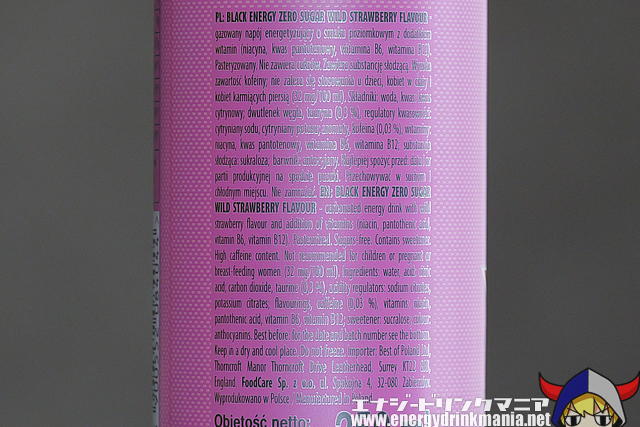 PL: BLACK ENERGY ZERO SUGAR WILD STRAWBERRY FLAVOUR -
gazowany napój energetyzujący o smaku poziomkowym z dodatkiem
witamin (niacyna, kwas pantotenowy, witamina B6, witamina B12).
Pasteryzowany. Nie zawiera cukrów. Zawiera substancję słodzącą. Wysoka
zawartość kofeiny; nie zaleca się stosowania u dzieci, kobiet w ciąży i
kobiet karmiących piersią (32 mg/100 ml). Składniki: woda, kwas: kwas
cytrynowy; dwutlenek węgla, tauryna (0,3 %), regulatory kwasowości:
cytryniany sodu, cytryniany potasu; aromaty, kofeina (0,03 %), witaminy:
niacyna, kwas pantotenowy, witamina B6, witamina B12; substancja
słodząca: sukraloza; barwnik: antocyjany. Najlepiej spożyć przed: data/nr
partii produkcyjnej na spodzie puszki. Przechowywać w suchym i
chłodnym miejscu. Nie zamrażać. EN: BLACK ENERGY ZERO SUGAR
WILD STRAWBERRY FLAVOUR - carbonated energy drink with wild
strawberry flavour and addition of vitamins (niacin, pantothenic acid,
vitamin B6, vitamin B12). Pasteurized. Sugars-free. Contains sweetener.
High caffeine content. Not recommended for children or pregnant or
breast-feeding women (32 mg/100 ml). Ingredients: water, acid: citric
acid; carbon dioxide, taurine (0,3 %), acidity regulators: sodium citrates,
potassium citrates; flavourings, caffeine (0,03 %), vitamins: niacin,
pantothenic acid, vitamin B6, vitamin B12; sweetener: sucralose; colour:
anthocyanins. Best before: for the date and batch number see the bottom.
Keep in a dry and cool place. Do not freeze. Importer: Best of Poland Ltd,
Thorncroft Manor Thorncroft Drive Leatherhead, Surrey KT22
England. FoodCare Sp. z o.o., ul. Spokojna 4, 32-080 Zabierzów.
Wyprodukowano w Polsce. / Manufactured in Poland.
Objętość netto:
エナジードリンクマニア
www.energydrinkmania.com